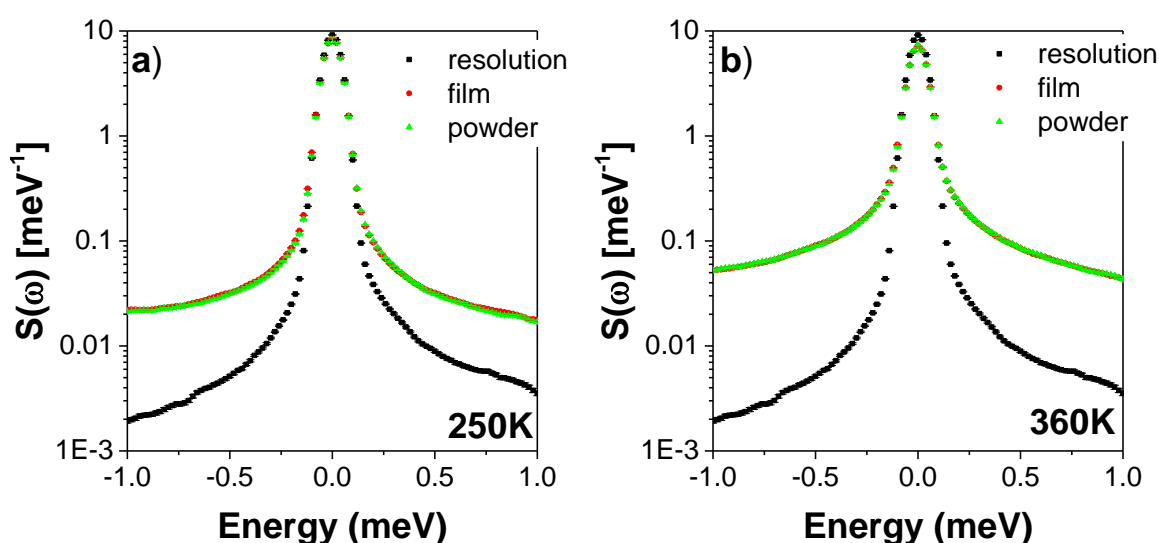 a)
resolution
film
powder
10
1
0.1
0.01
1E-3
S(ω) [meV⁻¹]
250K
-1.0
-0.5
0.0
0.5
1.0
Energy (meV)
b)
resolution
film
powder
10
1
0.1
0.01
1E-3
S(ω) [meV⁻¹]
360K
-1.0
-0.5
0.0
0.5
1.0
Energy (meV)